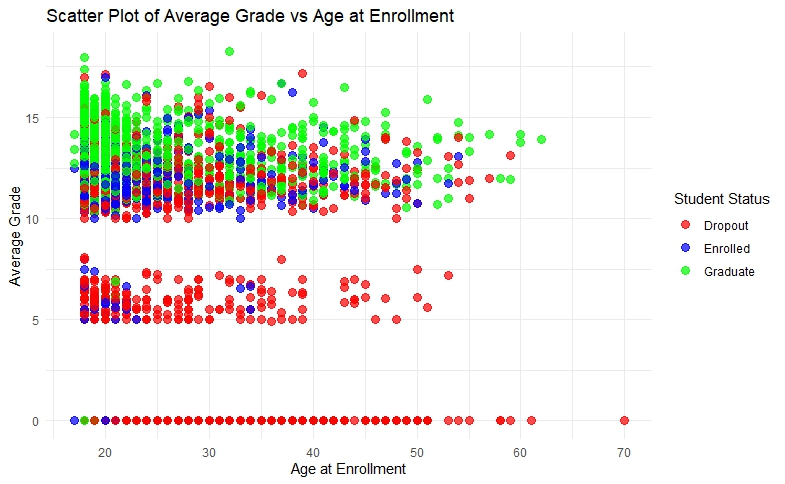 Scatter Plot of Average Grade vs Age at Enrollment
Average Grade
15
10
5
0
20 30 40 50 60 70
Age at Enrollment
Student Status
Dropout
Enrolled
Graduate